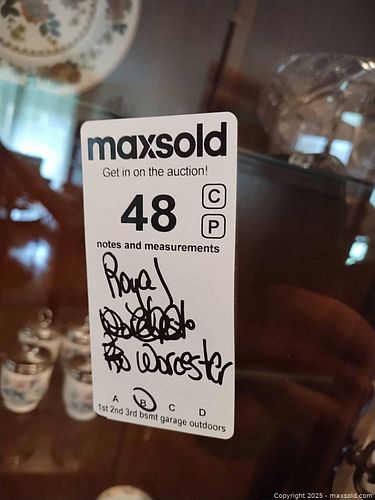 maxsold
Get in on the auction!
48 C
P
notes and measurements
Royal
Worcester
A B C D
1st 2nd 3rd bsmt garage outdoors
© Copyright 2025 - maxsold.com